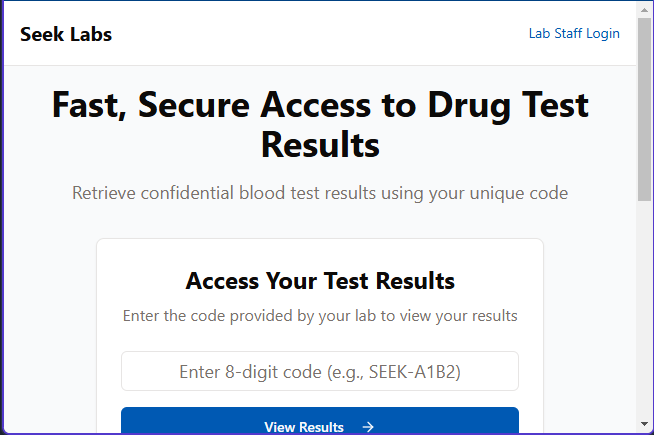 Seek Labs
Lab Staff Login
Fast, Secure Access to Drug Test
Results
Retrieve confidential blood test results using your unique code
Access Your Test Results
Enter the code provided by your lab to view your results
Enter 8-digit code (e.g., SEEK-A1B2)
View Results →